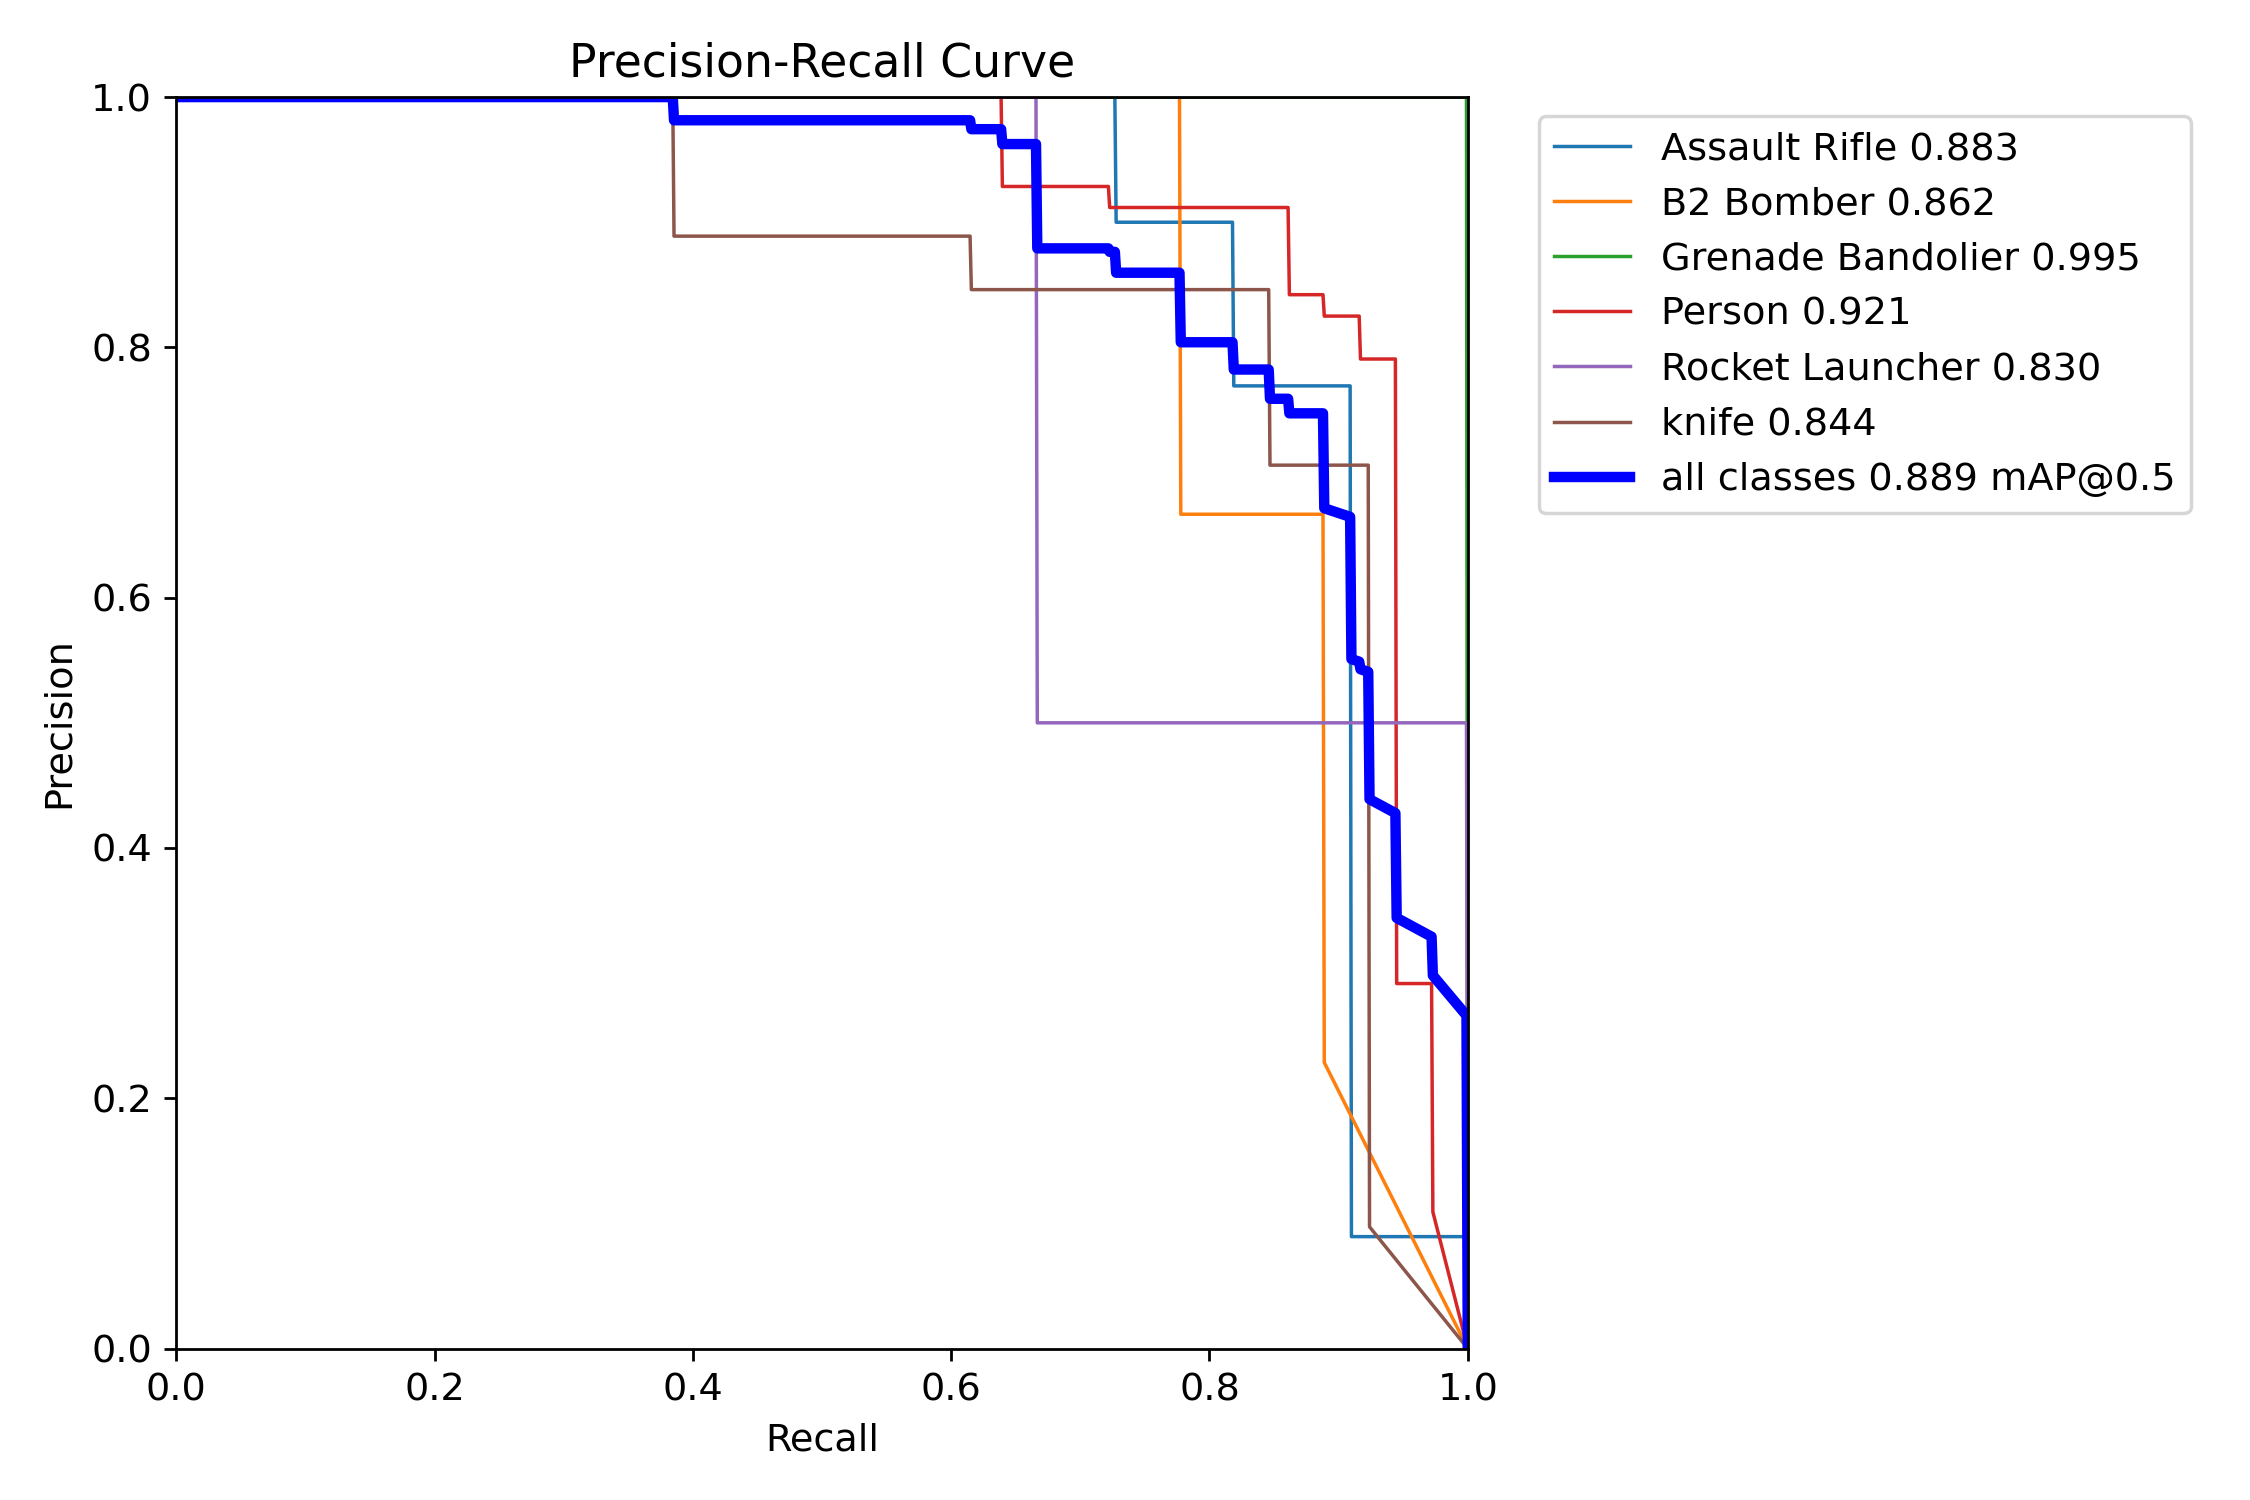 Precision-Recall Curve
1.0
0.8
0.6
0.4
0.2
0.0
Precision
0.0 0.2 0.4 0.6 0.8 1.0
Recall
Assault Rifle 0.883
B2 Bomber 0.862
Grenade Bandolier 0.995
Person 0.921
Rocket Launcher 0.830
knife 0.844
all classes 0.889 mAP@0.5